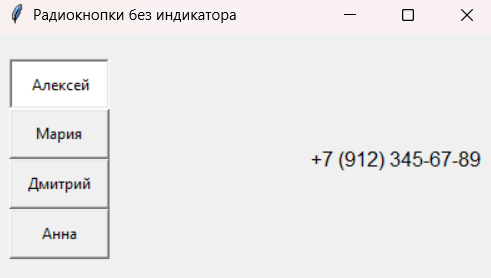 Радиокнопки без индикатора
Алексей
Мария
+7 (912) 345-67-89
Дмитрий
Анна